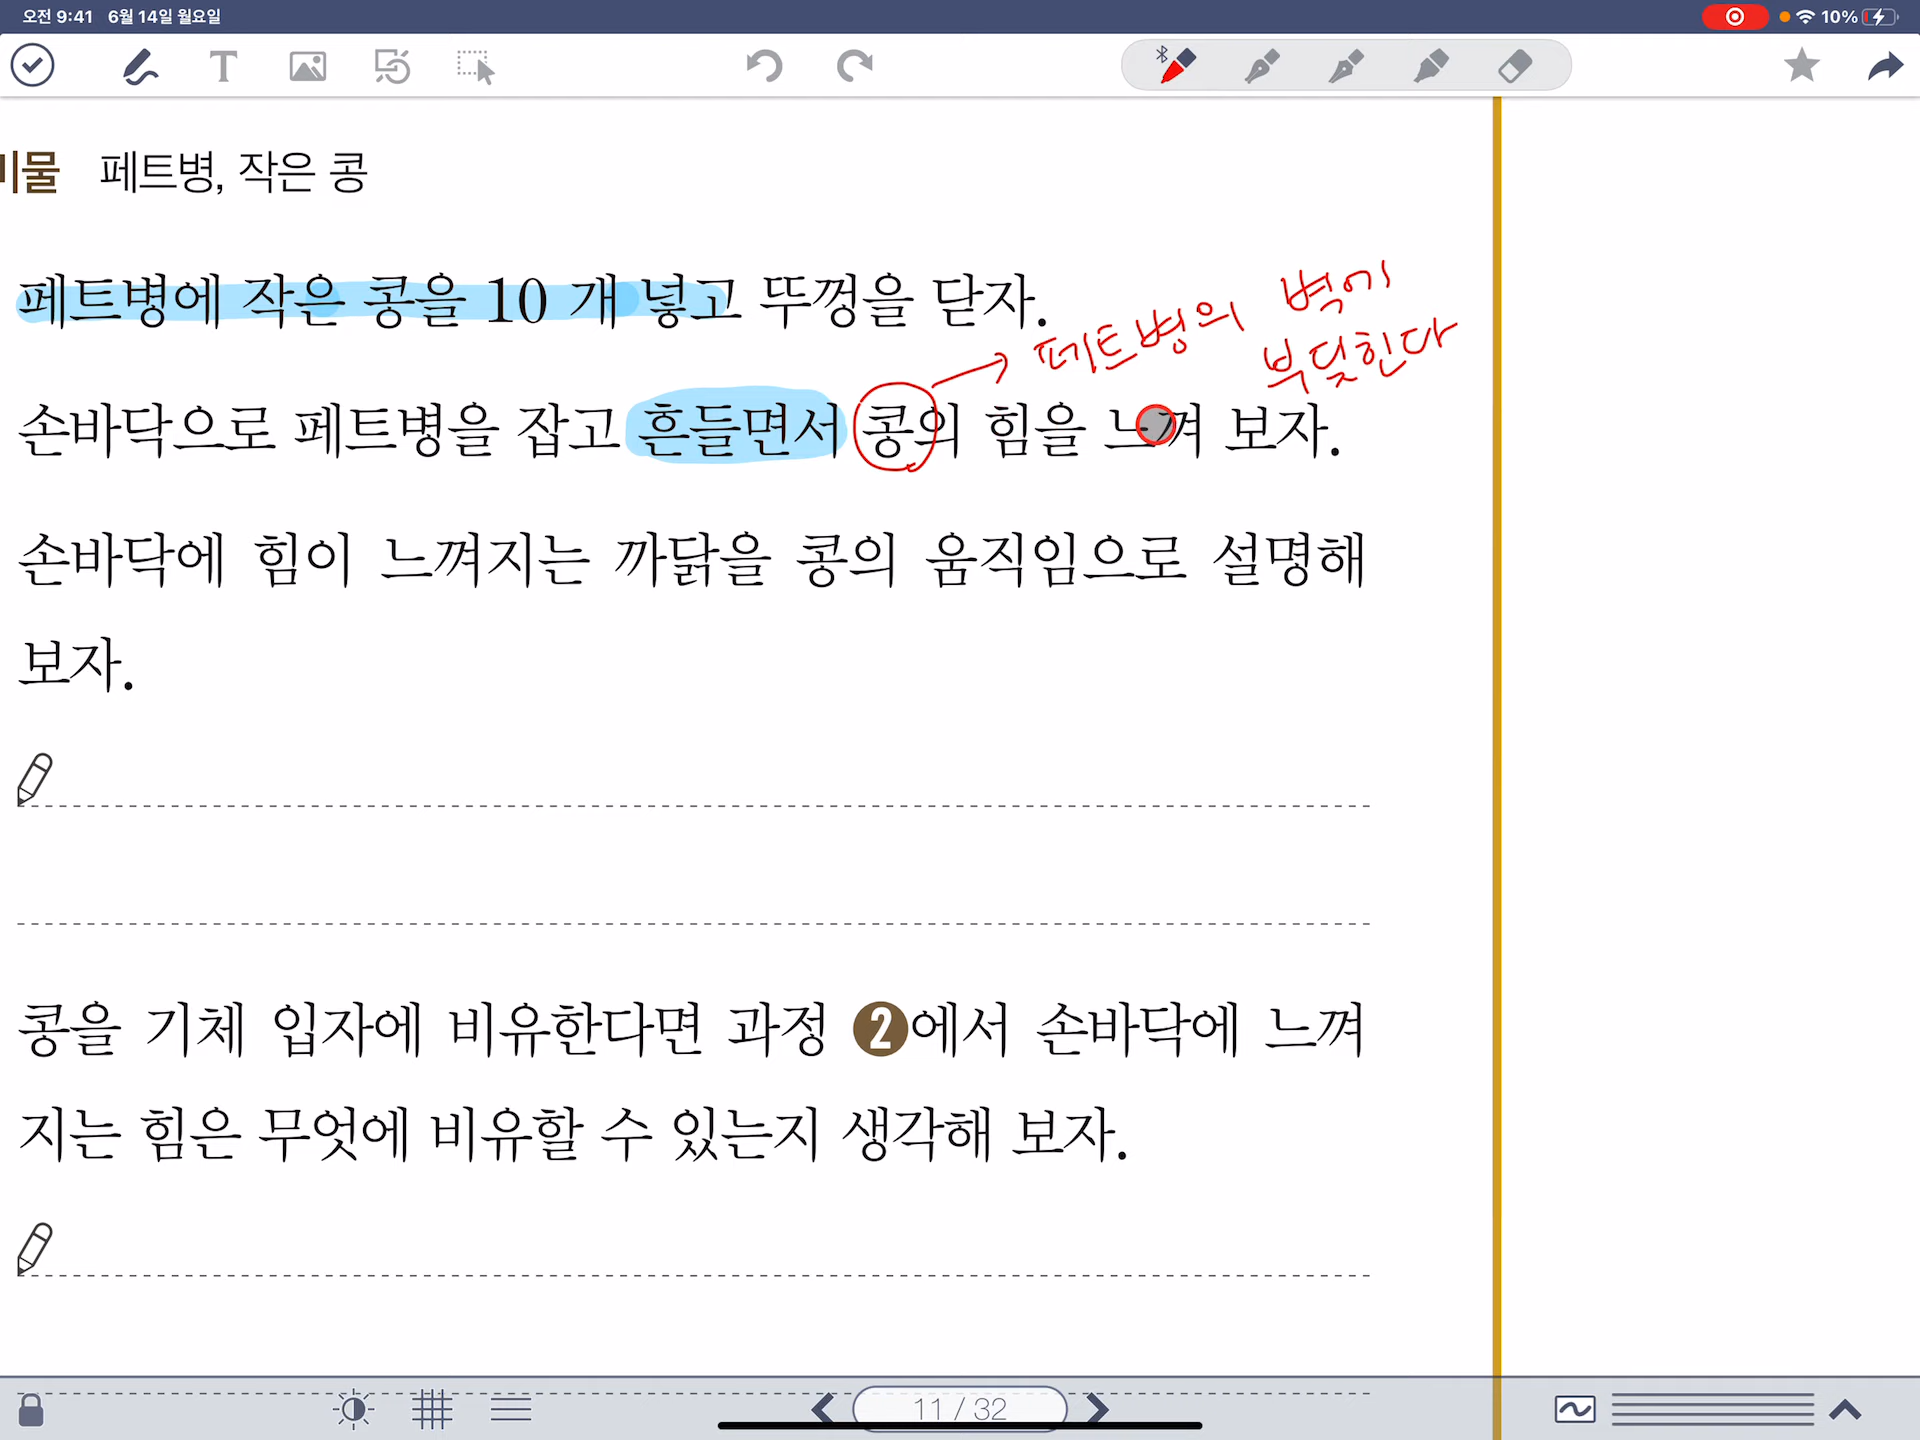 오전 9:41 6월 14일 월요일
10%
T
비물 페트병, 작은 콩
페트병에 작은 콩을 10 개 넣고 뚜껑을 닫자.
→ 페트병의 벽에
부딪힌다
손바닥으로 페트병을 잡고 흔들면서 콩의 힘을 느껴 보자.
손바닥에 힘이 느껴지는 까닭을 콩의 움직임으로 설명해
보자.
콩을 기체 입자에 비유한다면 과정 2에서 손바닥에 느껴
지는 힘은 무엇에 비유할 수 있는지 생각해 보자.
11 / 32